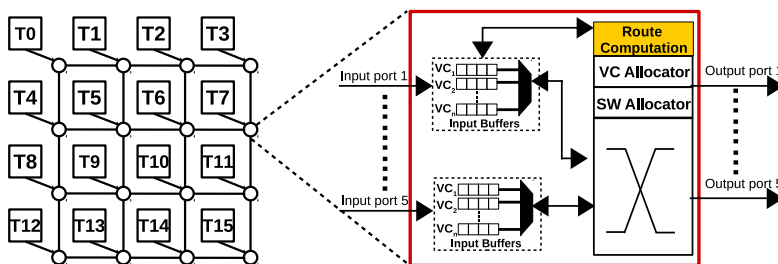 T0 T1 T2 T3
T4 T5 T6 T7
T8 T9 T10 T11
T12 T13 T14 T15
Input port 1
Input port 5
VC1
VC2
VCn
Input Buffers
VC1
VC2
VCn
Input Buffers
Route
Computation
VC Allocator
SW Allocator
Output port 1
Output port 5